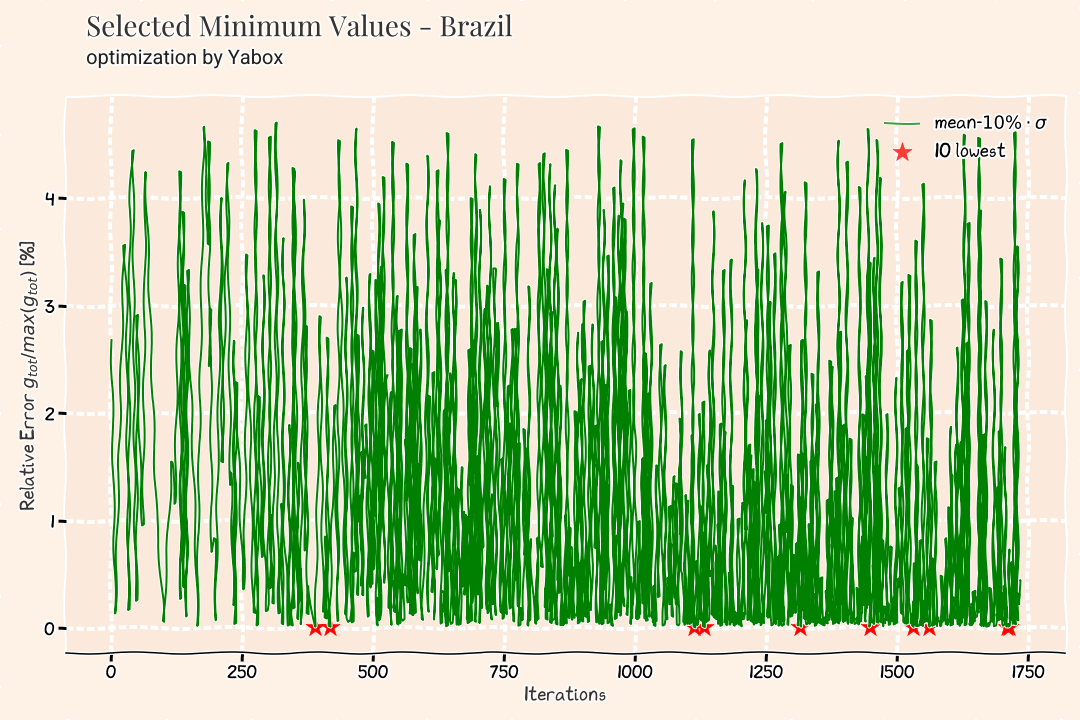 Selected Minimum Values - Brazil
optimization by Yabox
mean-10% · σ
10 lowest
Relative Error g_tot/max(g_tot) [%]
4
3
2
1
0
0 250 500 750 1000 1250 1500 1750
Iterations